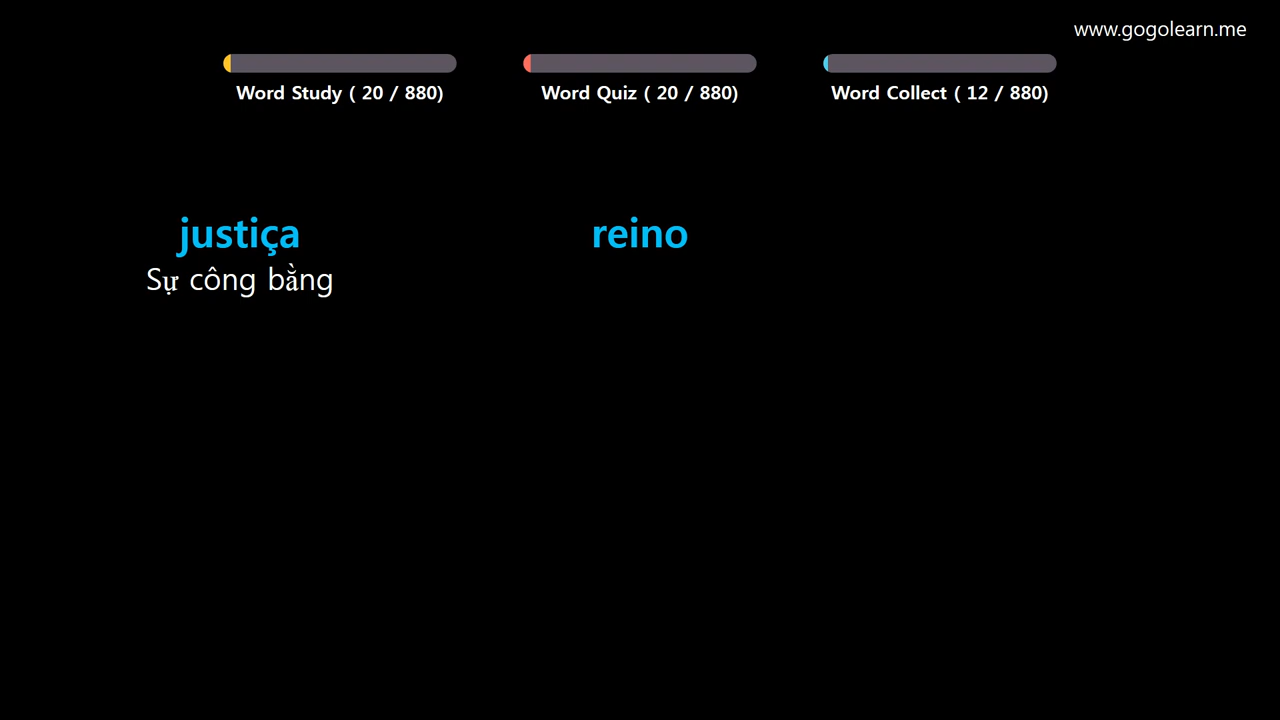 www.gogolearn.me
Word Study ( 20 / 880)
Word Quiz ( 20 / 880)
Word Collect ( 12 / 880)
justiça
Sự công bằng
reino